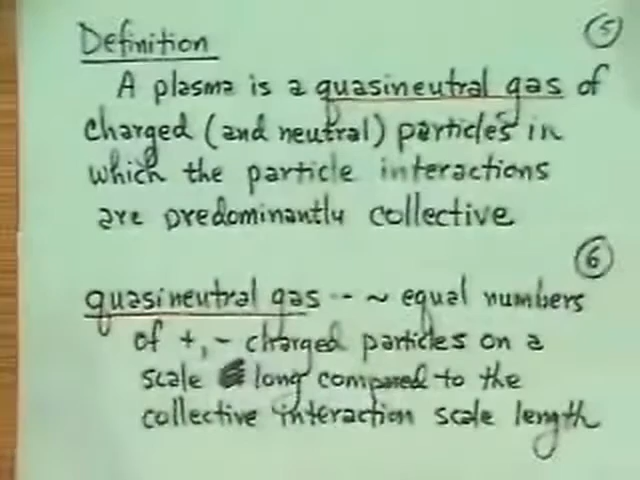 Definition ⑤
A plasma is a quasineutral gas of
charged (and neutral) particles in
which the particle interactions
are predominantly collective
⑥
quasineutral gas -- ~ equal numbers
of +, - charged particles on a
scale long compared to the
collective interaction scale length